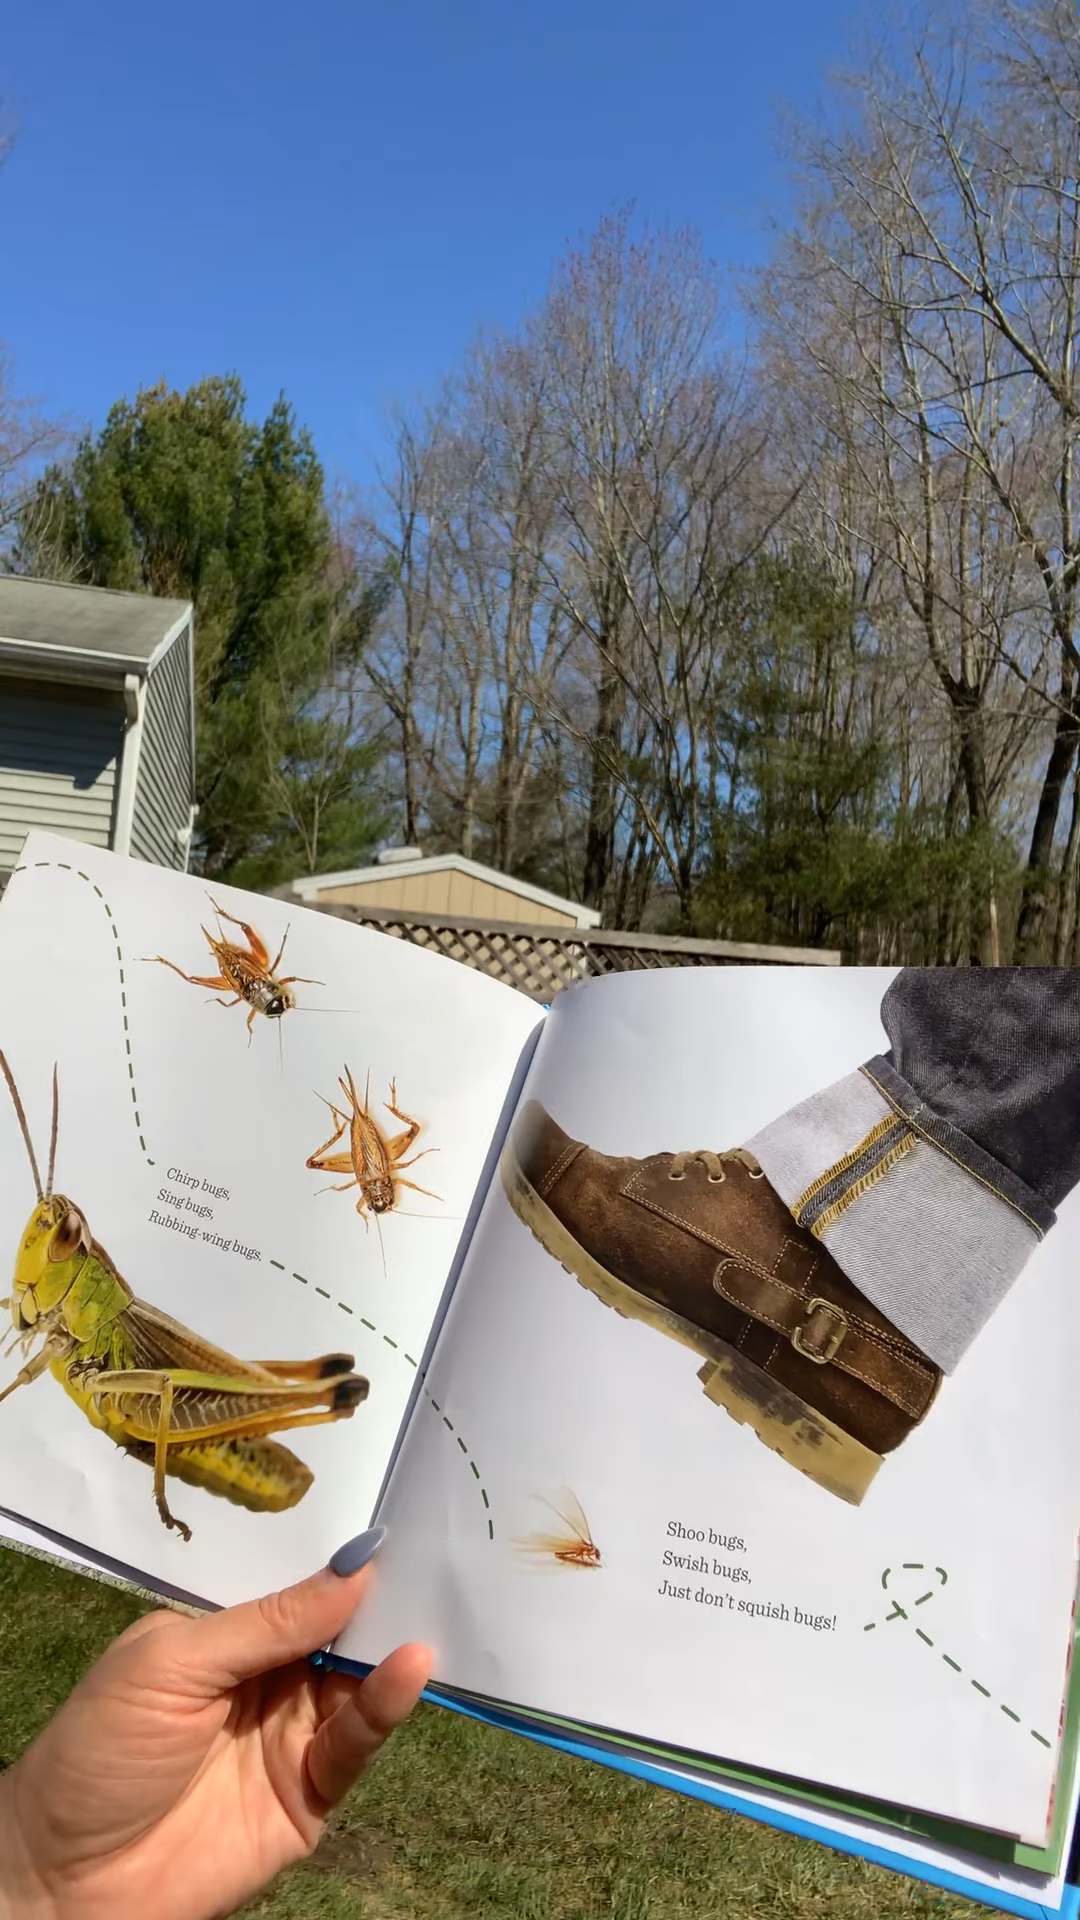 Chirp bugs,
Sing bugs,
Rubbing-wing bugs.
Shoo bugs,
Swish bugs,
Just don't squish bugs!